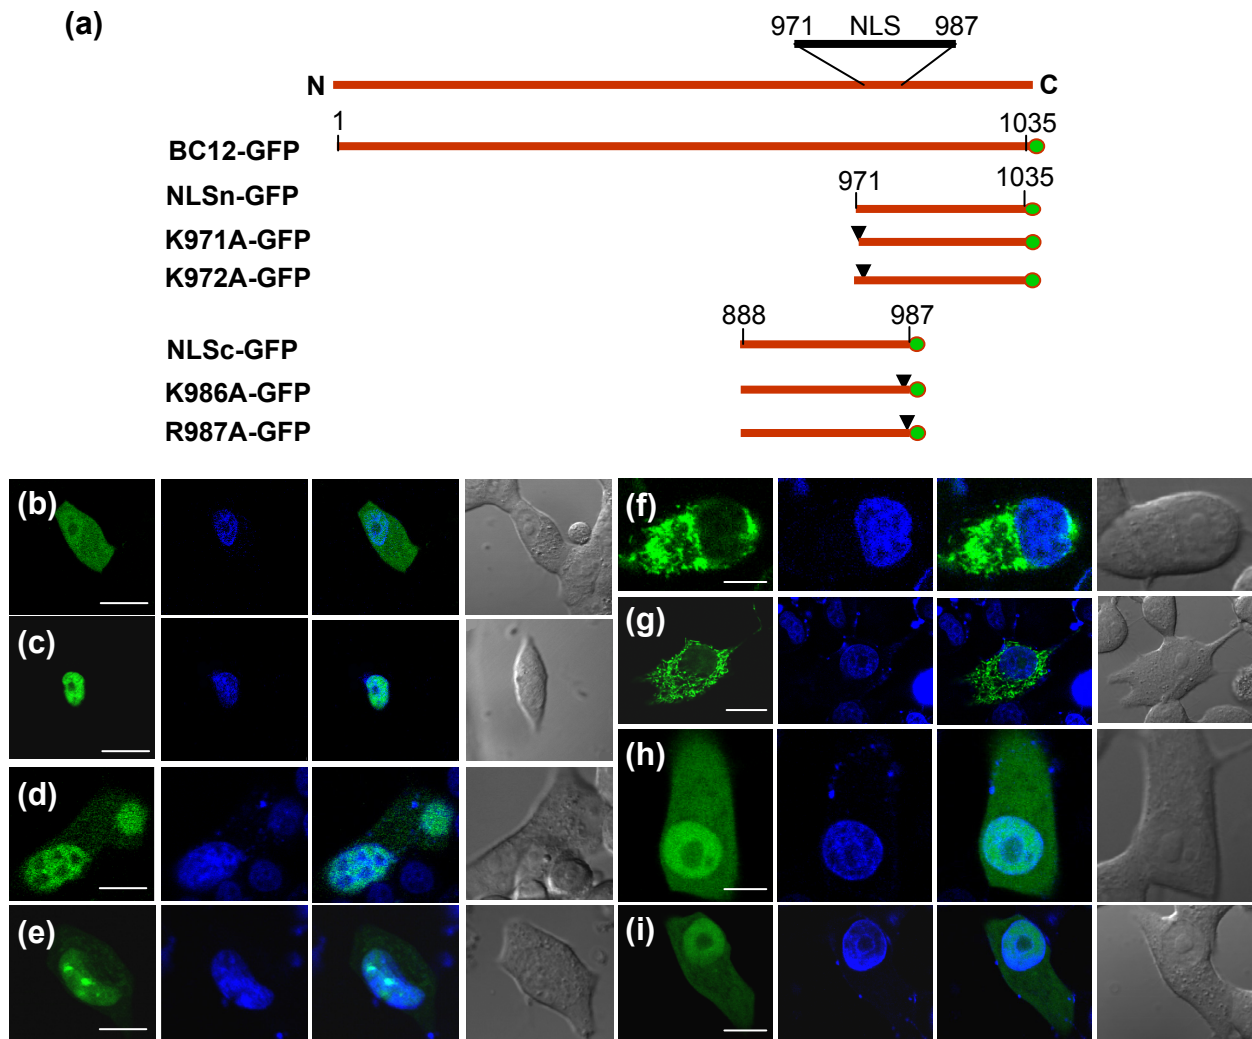 (a)
971 NLS 987
N C
1 1035
BC12-GFP
971 1035
NLSn-GFP
K971A-GFP
K972A-GFP
888 987
NLSc-GFP
K986A-GFP
R987A-GFP
(b)
(c)
(d)
(e)
(f)
(g)
(h)
(i)